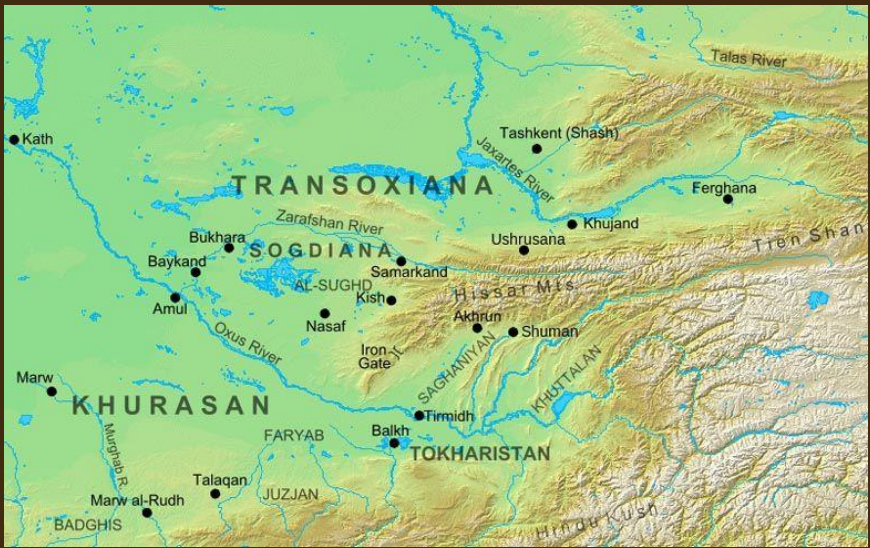 Talas River
Tashkent (Shash)
Kath
Jaxartes River
TRANSOXIANA
Ferghana
Zarafshan River
Khujand
Bukhara
Ushrusana
Tien Shan
SOGDIANA
Baykand
Samarkand
AL-SUGHD
Hissar Mts.
Kish
Amul
Nasaf
Akhrun
Shuman
Oxus River
Iron
Gate
SAGHANIYAN
KHUTTALAN
Marw
KHURASAN
Tirmidh
Murghab R.
FARYAB
Balkh
TOKHARISTAN
Talaqan
JUZJAN
Marw al-Rudh
BADGHIS
Hindu Kush